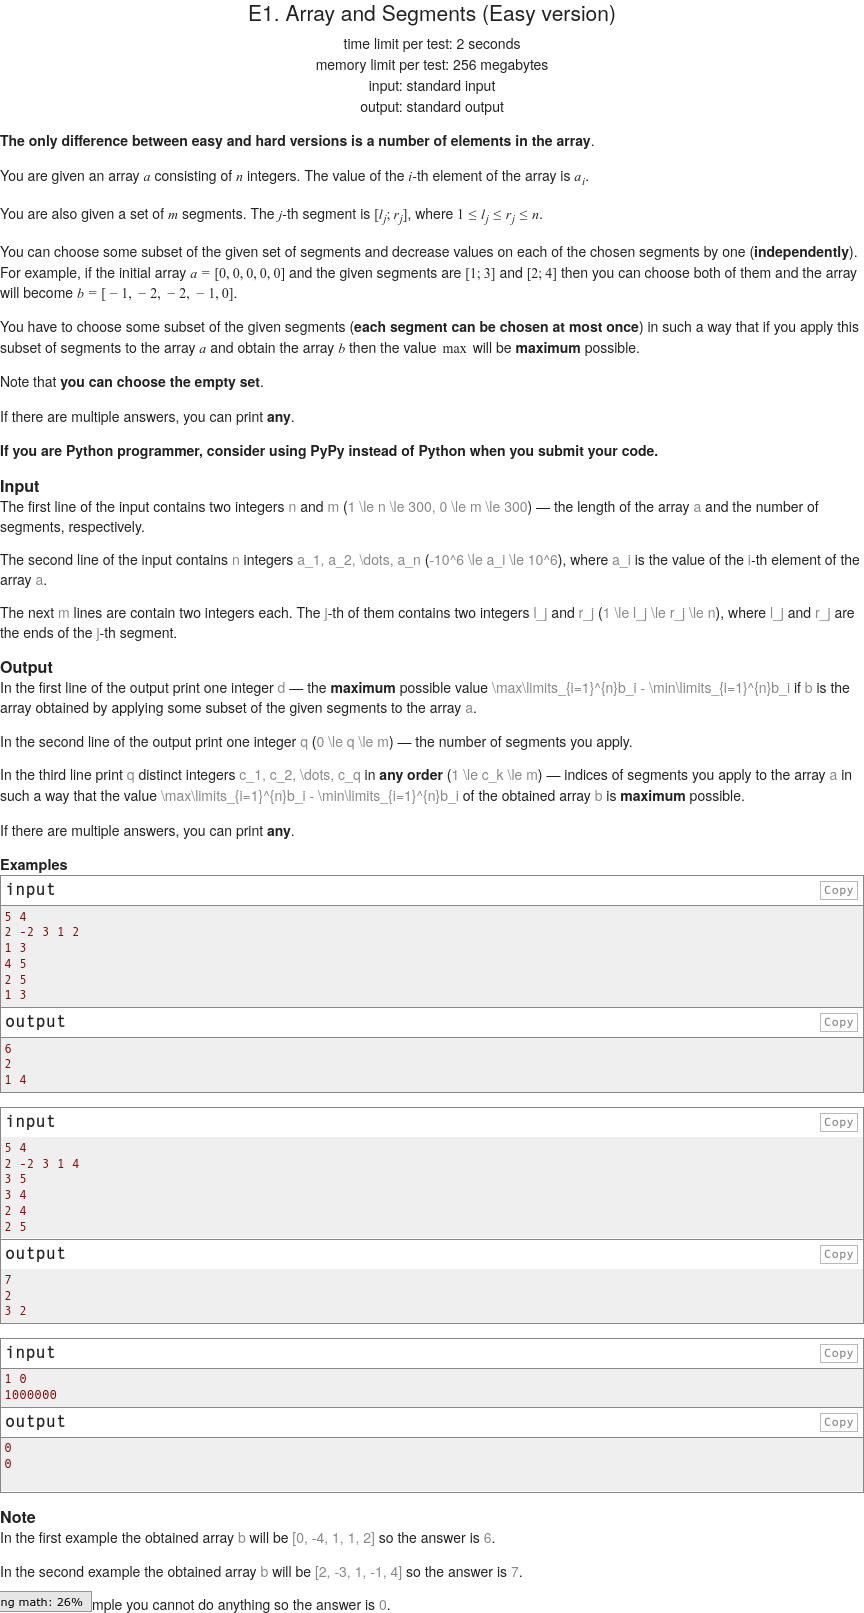 E1. Array and Segments (Easy version)
time limit per test: 2 seconds
memory limit per test: 256 megabytes
input: standard input
output: standard output
The only difference between easy and hard versions is a number of elements in the array.
You are given an array a consisting of n integers. The value of the i-th element of the array is a_i.
You are also given a set of m segments. The j-th segment is [l_j; r_j], where 1 ≤ l_j ≤ r_j ≤ n.
You can choose some subset of the given set of segments and decrease values on each of the chosen segments by one (independently).
For example, if the initial array a = [0, 0, 0, 0, 0] and the given segments are [1; 3] and [2; 4] then you can choose both of them and the array
will become b = [ − 1, − 2, − 2, − 1, 0].
You have to choose some subset of the given segments (each segment can be chosen at most once) in such a way that if you apply this
subset of segments to the array a and obtain the array b then the value max will be maximum possible.
Note that you can choose the empty set.
If there are multiple answers, you can print any.
If you are Python programmer, consider using PyPy instead of Python when you submit your code.
Input
The first line of the input contains two integers n and m (1 \le n \le 300, 0 \le m \le 300) — the length of the array a and the number of
segments, respectively.
The second line of the input contains n integers a_1, a_2, \dots, a_n (-10^6 \le a_i \le 10^6), where a_i is the value of the i-th element of the
array a.
The next m lines are contain two integers each. The j-th of them contains two integers l_j and r_j (1 \le l_j \le r_j \le n), where l_j and r_j are
the ends of the j-th segment.
Output
In the first line of the output print one integer d — the maximum possible value \max\limits_{i=1}^{n}b_i - \min\limits_{i=1}^{n}b_i if b is the
array obtained by applying some subset of the given segments to the array a.
In the second line of the output print one integer q (0 \le q \le m) — the number of segments you apply.
In the third line print q distinct integers c_1, c_2, \dots, c_q in any order (1 \le c_k \le m) — indices of segments you apply to the array a in
such a way that the value \max\limits_{i=1}^{n}b_i - \min\limits_{i=1}^{n}b_i of the obtained array b is maximum possible.
If there are multiple answers, you can print any.
Examples
input Copy
5 4
2 -2 3 1 2
1 3
4 5
2 5
1 3
output Copy
6
2
1 4
input Copy
5 4
2 -2 3 1 4
3 5
3 4
2 4
2 5
output Copy
7
2
3 2
input Copy
1 0
1000000
output Copy
0
0
Note
In the first example the obtained array b will be [0, -4, 1, 1, 2] so the answer is 6.
In the second example the obtained array b will be [2, -3, 1, -1, 4] so the answer is 7.
ng math: 26% mple you cannot do anything so the answer is 0.